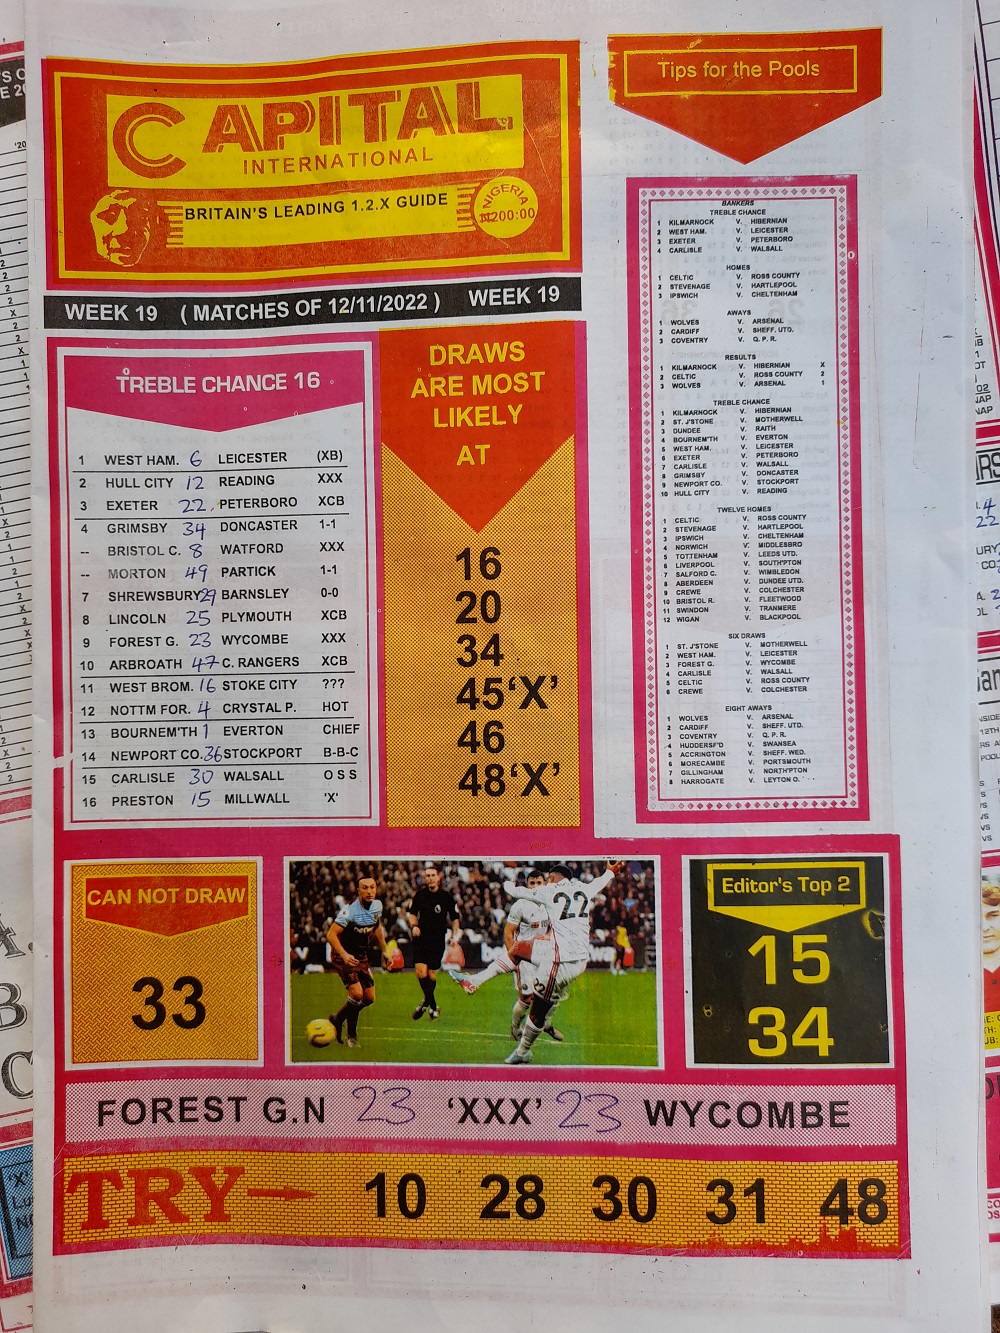 CAPITAL
INTERNATIONAL
BRITAIN'S LEADING 1.2.X GUIDE
NIGERIA
₦200:00
WEEK 19 ( MATCHES OF 12/11/2022 ) WEEK 19
TREBLE CHANCE 16
1 WEST HAM. 6 LEICESTER (XB)
2 HULL CITY 12 READING XXX
3 EXETER 22 PETERBORO XCB
4 GRIMSBY 34 DONCASTER 1-1
-- BRISTOL C. 8 WATFORD XXX
-- MORTON 49 PARTICK 1-1
7 SHREWSBURY 29 BARNSLEY 0-0
8 LINCOLN 25 PLYMOUTH XCB
9 FOREST G. 23 WYCOMBE XXX
10 ARBROATH 47 C. RANGERS XCB
11 WEST BROM. 16 STOKE CITY ???
12 NOTTM FOR. 4 CRYSTAL P. HOT
13 BOURNEM'TH 1 EVERTON CHIEF
14 NEWPORT CO. 36 STOCKPORT B-B-C
15 CARLISLE 30 WALSALL O S S
16 PRESTON 15 MILLWALL 'X'
DRAWS
ARE MOST
LIKELY
AT
16
20
34
45'X'
46
48'X'
Tips for the Pools
BANKERS
TREBLE CHANCE
1 KILMARNOCK V. HIBERNIAN
2 WEST HAM. V. LEICESTER
3 EXETER V. PETERBORO
4 CARLISLE V. WALSALL
HOMES
1 CELTIC V. ROSS COUNTY
2 STEVENAGE V. HARTLEPOOL
3 IPSWICH V. CHELTENHAM
AWAYS
1 WOLVES V. ARSENAL
2 CARDIFF V. SHEFF. UTD.
3 COVENTRY V. Q. P. R.
RESULTS
1 KILMARNOCK V. HIBERNIAN X
2 CELTIC V. ROSS COUNTY 2
3 WOLVES V. ARSENAL 1
TREBLE CHANCE
1 KILMARNOCK V. HIBERNIAN
2 ST. J'STONE V. MOTHERWELL
3 DUNDEE V. RAITH
4 BOURNEM'TH V. EVERTON
5 WEST HAM. V. LEICESTER
6 EXETER V. PETERBORO
7 CARLISLE V. WALSALL
8 GRIMSBY V. DONCASTER
9 NEWPORT CO. V. STOCKPORT
10 HULL CITY V. READING
TWELVE HOMES
1 CELTIC V. ROSS COUNTY
2 STEVENAGE V. HARTLEPOOL
3 IPSWICH V. CHELTENHAM
4 NORWICH V. MIDDLESBRO
5 TOTTENHAM V. LEEDS UTD.
6 LIVERPOOL V. SOUTH'PTON
7 SALFORD C. V. WIMBLEDON
8 ABERDEEN V. DUNDEE UTD.
9 CREWE V. COLCHESTER
10 BRISTOL R. V. FLEETWOOD
11 SWINDON V. TRANMERE
12 WIGAN V. BLACKPOOL
SIX DRAWS
1 ST. J'STONE V. MOTHERWELL
2 WEST HAM. V. LEICESTER
3 FOREST G. V. WYCOMBE
4 CARLISLE V. WALSALL
5 CELTIC V. ROSS COUNTY
6 CREWE V. COLCHESTER
EIGHT AWAYS
1 WOLVES V. ARSENAL
2 CARDIFF V. SHEFF. UTD.
3 COVENTRY V. Q. P. R.
4 HUDDERSF'D V. SWANSEA
5 ACCRINGTON V. SHEFF. WED.
6 MORECAMBE V. PORTSMOUTH
7 GILLINGHAM V. NORTH'PTON
8 HARROGATE V. LEYTON O.
CAN NOT DRAW
33
22
Editor's Top 2
15
34
FOREST G.N 23 'XXX' 23 WYCOMBE
TRY 10 28 30 31 48